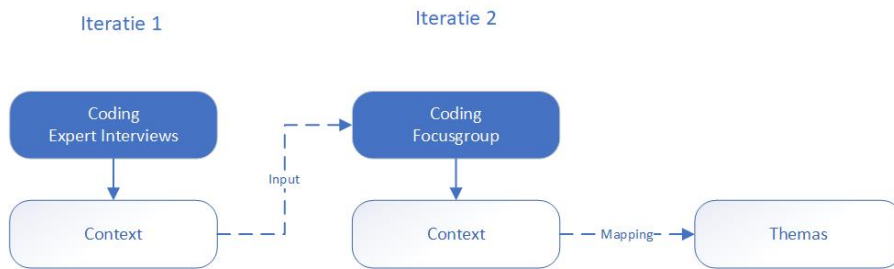 Iteratie 1
Iteratie 2
Coding
Expert Interviews
Coding
Focusgroup
Input
Context
Context
Mapping
Themas